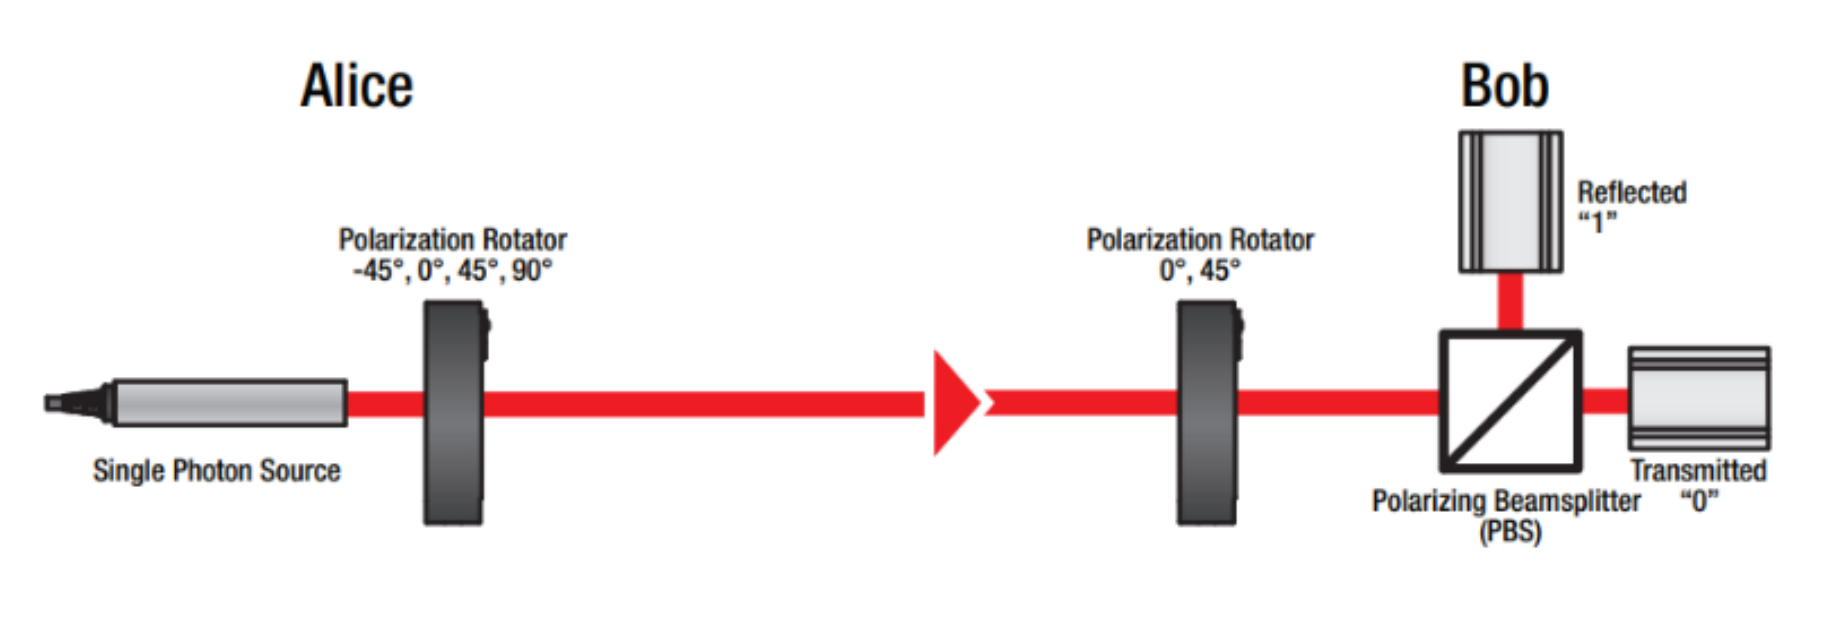 Alice
Bob
Reflected
“1”
Polarization Rotator
-45°, 0°, 45°, 90°
Polarization Rotator
0°, 45°
Single Photon Source
Transmitted
“0”
Polarizing Beamsplitter
(PBS)